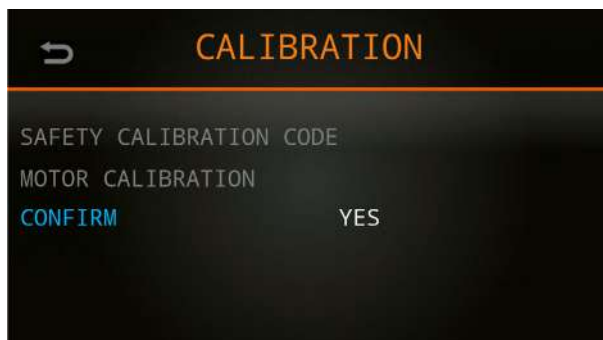 CALIBRATION
SAFETY CALIBRATION CODE
MOTOR CALIBRATION
CONFIRM YES